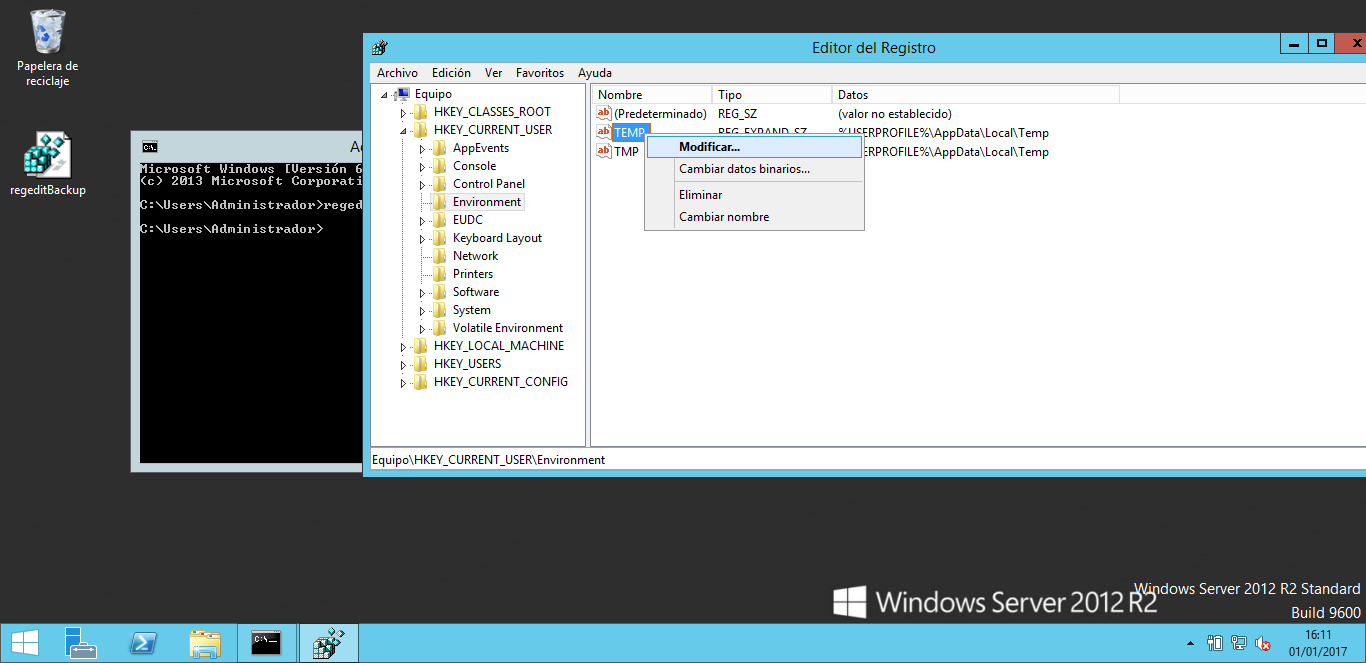 Papelera de
reciclaje
regeditBackup
Microsoft Windows [Versión 6
(c) 2013 Microsoft Corporati
C:\Users\Administrador>reged
C:\Users\Administrador>
Editor del Registro
Archivo Edición Ver Favoritos Ayuda
Equipo
HKEY_CLASSES_ROOT
HKEY_CURRENT_USER
AppEvents
Console
Control Panel
Environment
EUDC
Keyboard Layout
Network
Printers
Software
System
Volatile Environment
HKEY_LOCAL_MACHINE
HKEY_USERS
HKEY_CURRENT_CONFIG
Nombre Tipo Datos
(Predeterminado) REG_SZ (valor no establecido)
TEMP REG_EXPAND_SZ %USERPROFILE%\AppData\Local\Temp
TMP ERPROFILE%\AppData\Local\Temp
Modificar...
Cambiar datos binarios...
Eliminar
Cambiar nombre
Equipo\HKEY_CURRENT_USER\Environment
Windows Server 2012 R2
Windows Server 2012 R2 Standard
Build 9600
16:11
01/01/2017